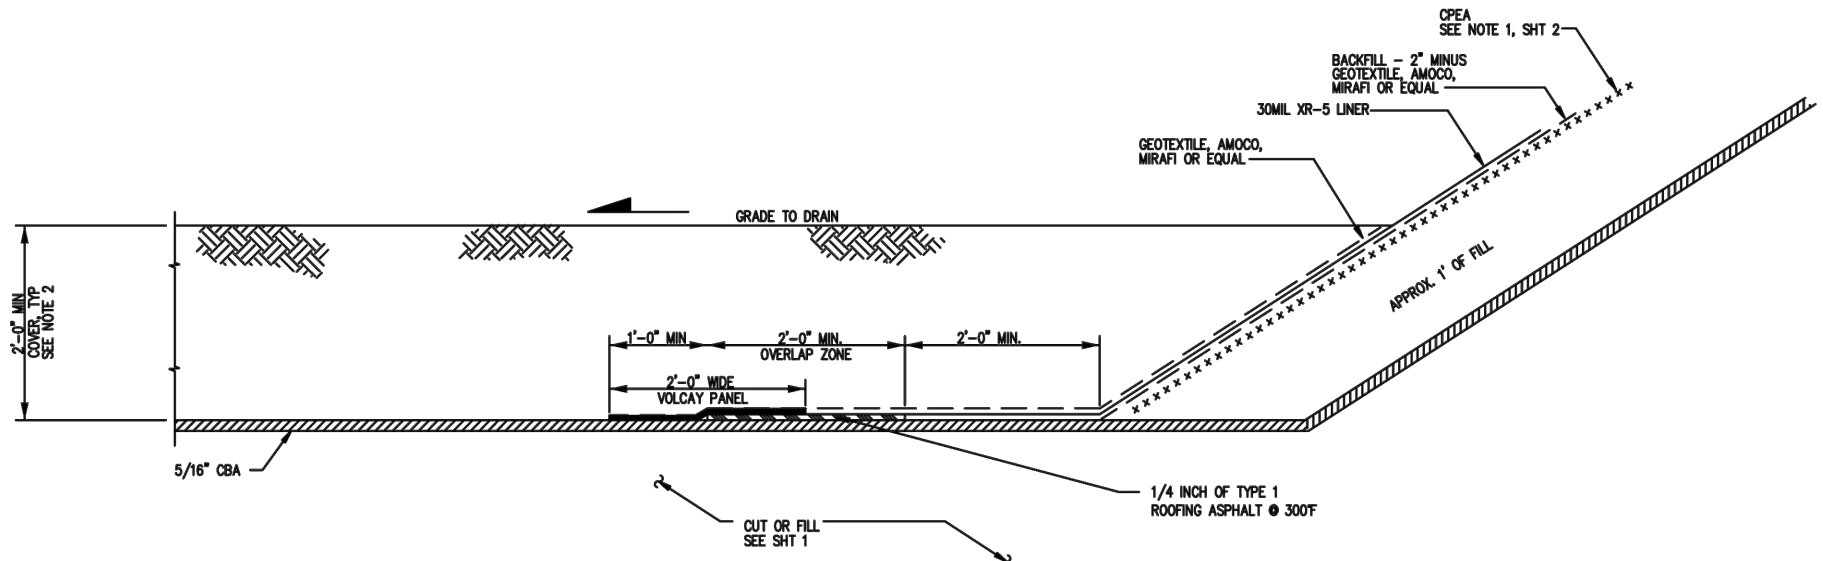 CPEA
SEE NOTE 1, SHT 2
BACKFILL - 2" MINUS
GEOTEXTILE, AMOCO,
MIRAFI OR EQUAL
30MIL XR-5 LINER
GEOTEXTILE, AMOCO,
MIRAFI OR EQUAL
GRADE TO DRAIN
APPROX. 1' OF FILL
2'-0" MIN
COVER, TYP
SEE NOTE 2
1'-0" MIN
2'-0" MIN.
OVERLAP ZONE
2'-0" MIN.
2'-0" WIDE
VOLCAY PANEL
5/16" CBA
1/4 INCH OF TYPE 1
ROOFING ASPHALT @ 300°F
CUT OR FILL
SEE SHT 1